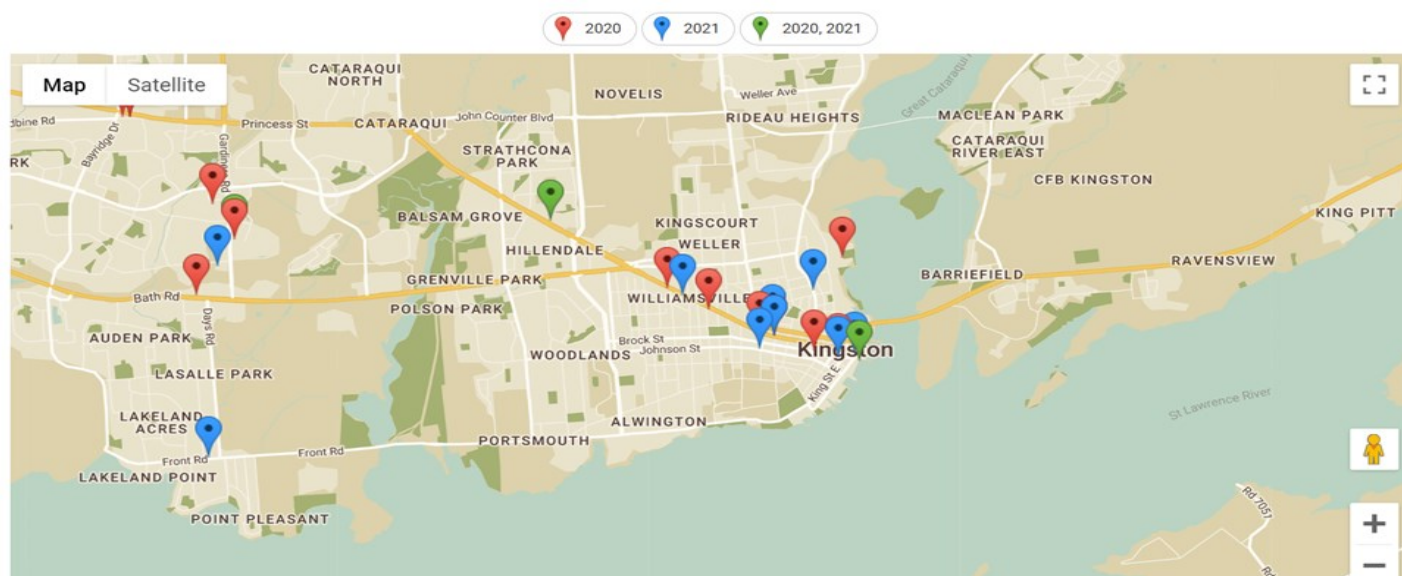 2020
2021
2020, 2021
Map
Satellite
CATARAQUI
NORTH
NOVELIS
Weller Ave
Great Cataraqui
dbine Rd
Bayridge Dr
Princess St
Gardiners Rd
CATARAQUI
John Counter Blvd
RIDEAU HEIGHTS
MACLEAN PARK
RK
STRATHCONA
PARK
CATARAQUI
RIVER EAST
CFB KINGSTON
BALSAM GROVE
KINGSCOURT
WELLER
KING PITT
HILLENDALE
GRENVILLE PARK
BARRIEFIELD
RAVENSVIEW
Bath Rd
POLSON PARK
WILLIAMSVILLE
Days Rd
AUDEN PARK
Brock St
Johnson St
WOODLANDS
Kingston
LASALLE PARK
King St E
St Lawrence River
LAKELAND
ACRES
ALWINGTON
PORTSMOUTH
Front Rd
Front Rd
LAKELAND POINT
POINT PLEASANT
Rd 7051
Rd